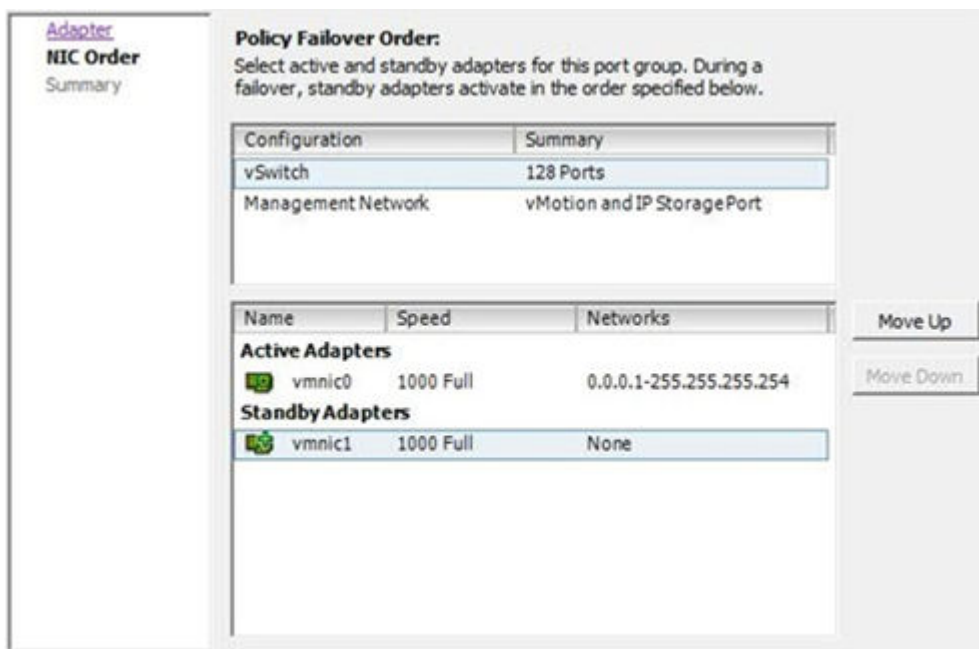 Adapter
NIC Order
Summary
Policy Failover Order:
Select active and standby adapters for this port group. During a
failover, standby adapters activate in the order specified below.
Configuration Summary
vSwitch 128 Ports
Management Network vMotion and IP StoragePort
Name Speed Networks
Active Adapters
vmnic0 1000 Full 0.0.0.1-255.255.255.254
Standby Adapters
vmnic1 1000 Full None
Move Up
Move Down